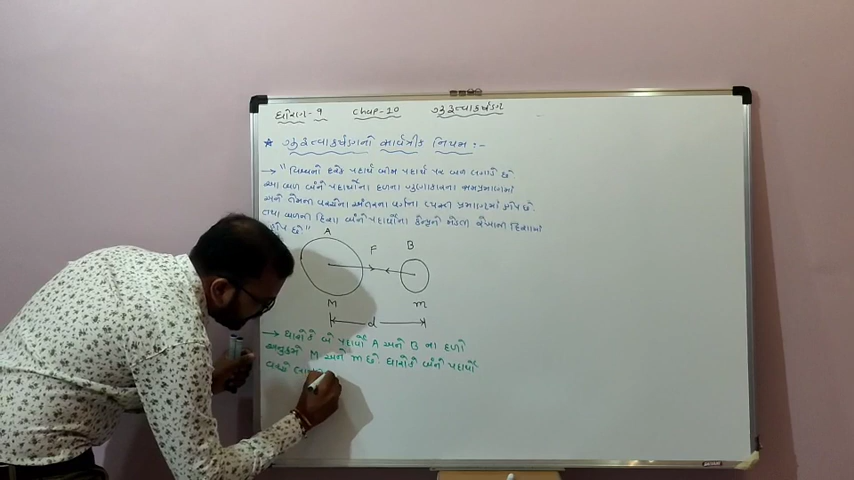 ધોરણ - 9 Chap-10 ગુરુત્વાકર્ષણ
* ગુરુત્વાકર્ષણનો સાર્વત્રીક નિયમ :-
→ " વિશ્વનો દરેક પદાર્થ બીજા પદાર્થ પર બળ લગાડે છે
આ બળ બંને પદાર્થોના દળના ગુણાકારના સમપ્રમાણમાં
અને તેમની વચ્ચેના અંતરના વર્ગના વ્યસ્ત પ્રમાણમાં હોય છે.
તથા બળની દિશા બંને પદાર્થોના કેન્દ્રને જોડતી રેખાની દિશામાં
હોય છે."
A F B
M m
d
→ ધારોકે બે પદાર્થો A અને B ના દળો
અનુક્રમે M અને m છે. ધારોકે બંને પદાર્થો
વચ્ચે